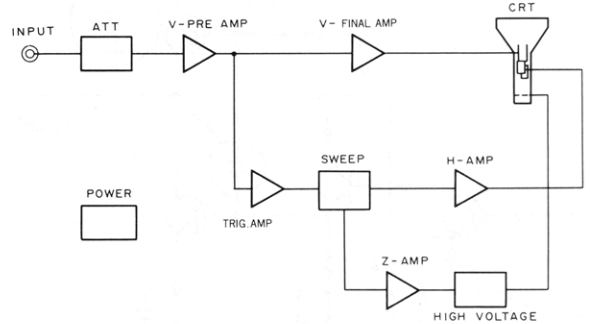 CRT
INPUT
ATT
V-PRE AMP
V- FINAL AMP
SWEEP
H-AMP
POWER
TRIG.AMP
Z-AMP
HIGH VOLTAGE